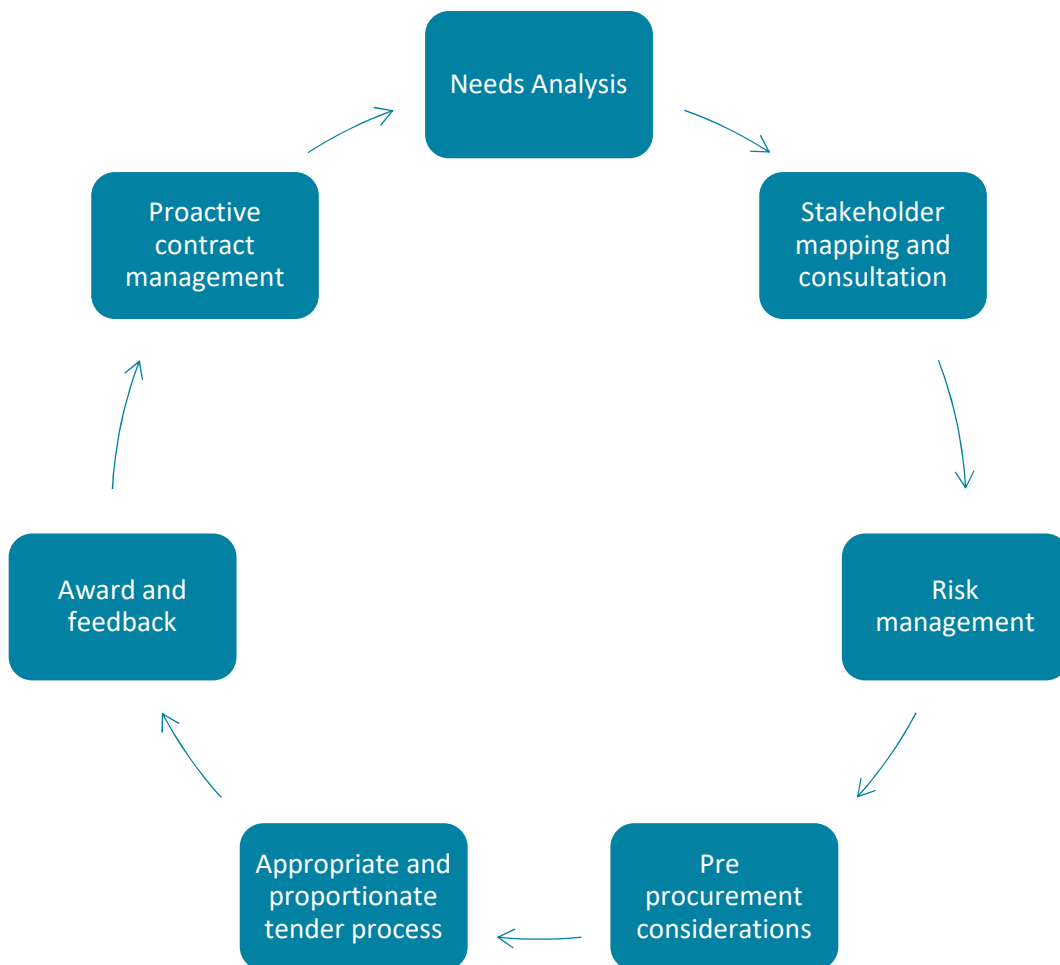 Needs Analysis
Stakeholder
mapping and
consultation
Risk
management
Pre
procurement
considerations
Appropriate and
proportionate
tender process
Award and
feedback
Proactive
contract
management